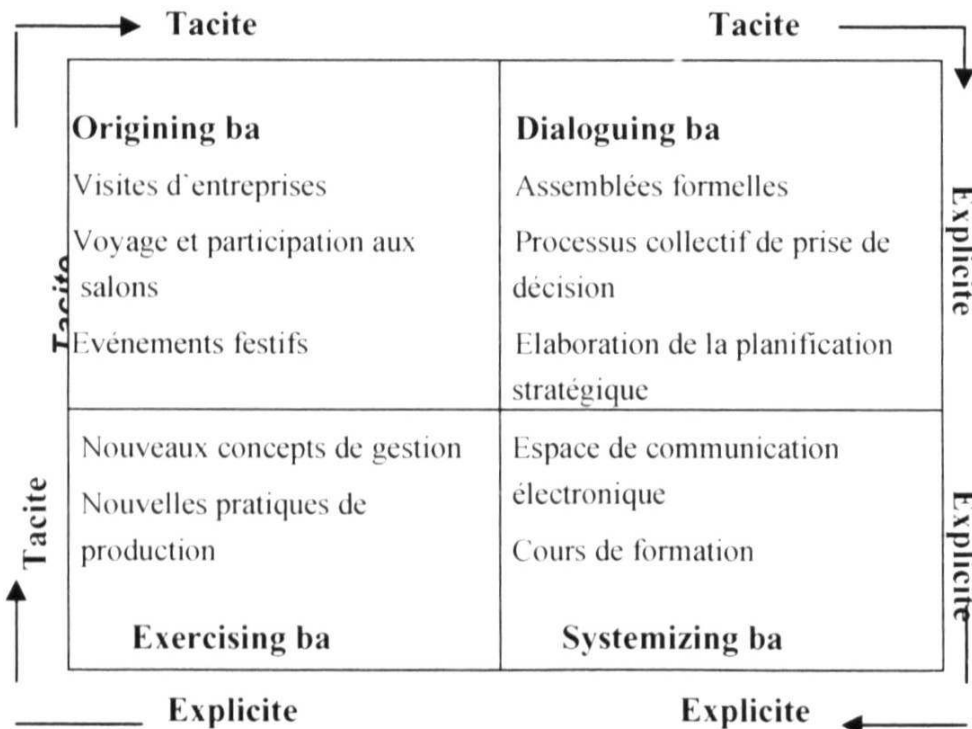 Tacite
Tacite
Origining ba
Visites d`entreprises
Voyage et participation aux
salons
Evénements festifs
Tacite
Dialoguing ba
Assemblées formelles
Processus collectif de prise de
décision
Elaboration de la planification
stratégique
Explicite
Tacite
Nouveaux concepts de gestion
Nouvelles pratiques de
production
Exercising ba
Espace de communication
électronique
Cours de formation
Systemizing ba
Explicite
Explicite
Explicite